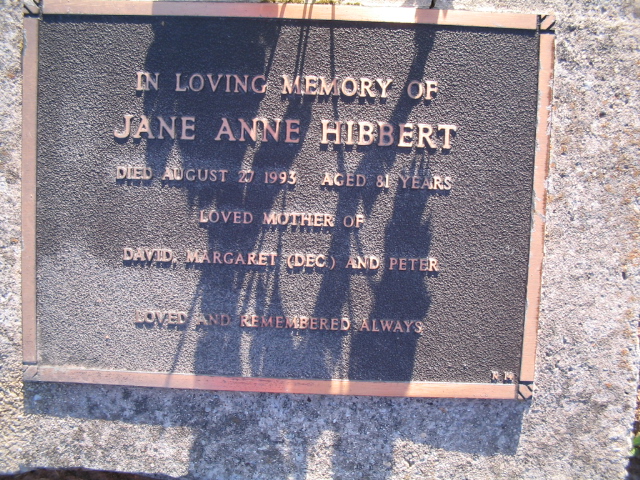 IN LOVING MEMORY OF
JANE ANNE HIBBERT
DIED AUGUST 27 1993 AGED 81 YEARS
LOVED MOTHER OF
DAVID, MARGARET (DEC.) AND PETER
LOVED AND REMEMBERED ALWAYS